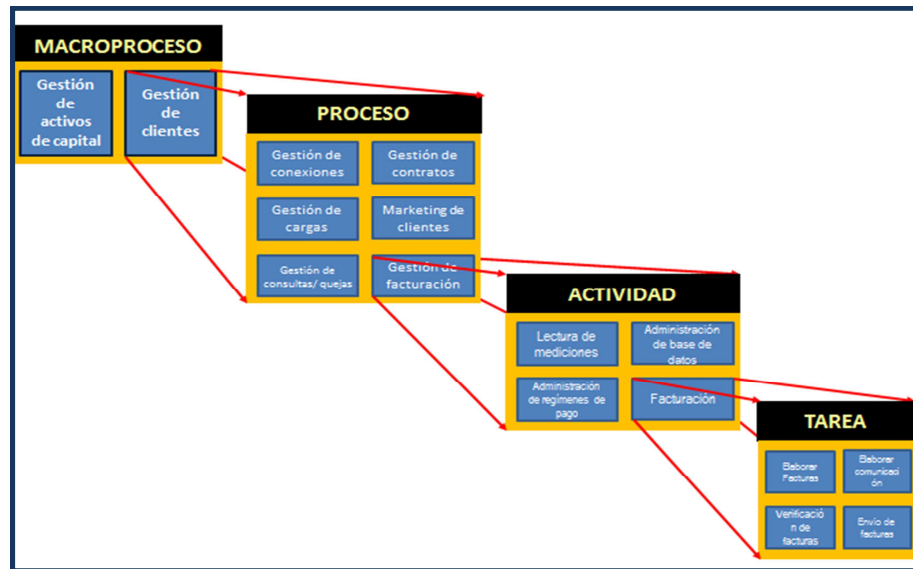 MACROPROCESO
Gestión
de
activos
de capital
Gestión
de
clientes
PROCESO
Gestión de
conexiones
Gestión de
contratos
Gestión de
cargas
Marketing de
clientes
Gestión de
consultas/ quejas
Gestión de
facturación
ACTIVIDAD
Lectura de
mediciones
Administración
de base de
datos
Administración
de regímenes de
pago
Facturación
TAREA
Elaborar
Facturas
Elaborar
comunicaci
ón
Verificació
n de
facturas
Envío de
facturas